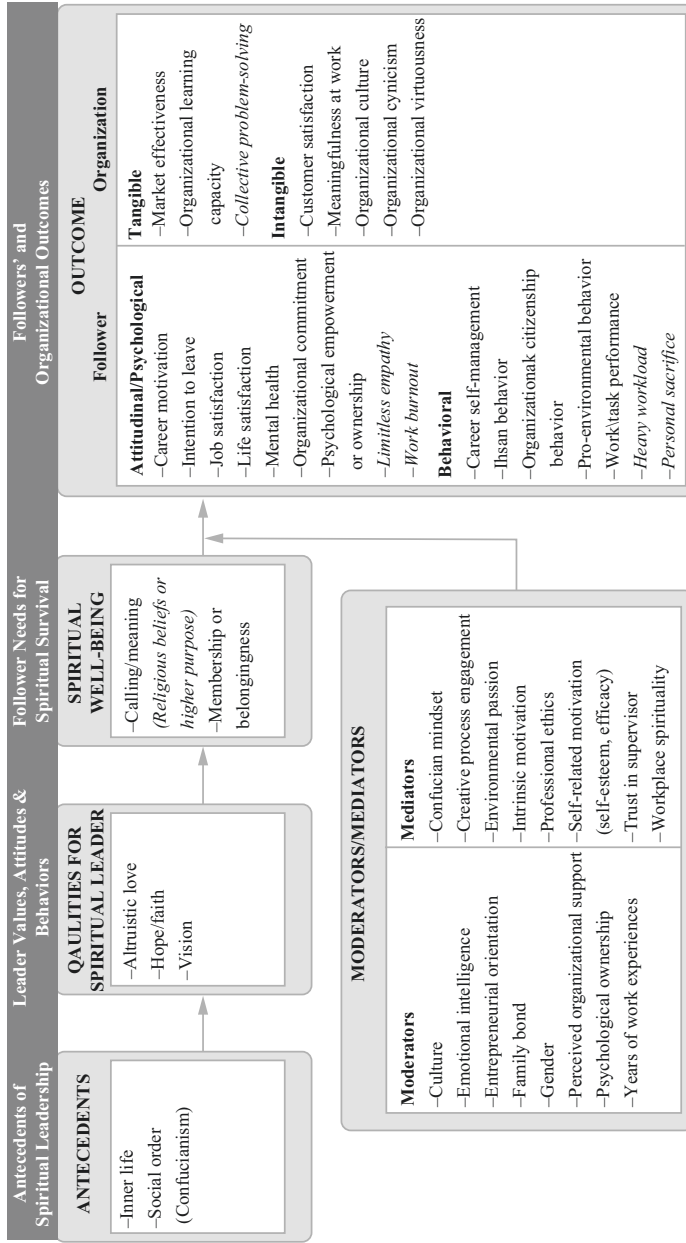 Antecedents of
Spiritual Leadership
Leader Values, Attitudes &
Behaviors
Follower Needs for
Spiritual Survival
Followers’ and
Organizational Outcomes
ANTECEDENTS
–Inner life
–Social order
(Confucianism)
QAULITIES FOR
SPIRITUAL LEADER
–Altruistic love
–Hope/faith
–Vision
SPIRITUAL
WELL-BEING
–Calling/meaning
(Religious beliefs or
higher purpose)
–Membership or
belongingness
OUTCOME
Follower
Attitudinal/Psychological
–Career motivation
–Intention to leave
–Job satisfaction
–Life satisfaction
–Mental health
–Organizational commitment
–Psychological empowerment
or ownership
–Limitless empathy
–Work burnout
Behavioral
–Career self-management
–Ihsan behavior
–Organizationak citizenship
behavior
–Pro-environmental behavior
–Work\task performance
–Heavy workload
–Personal sacrifice
Organization
Tangible
–Market effectiveness
–Organizational learning
capacity
–Collective problem-solving
Intangible
–Customer satisfaction
–Meaningfulness at work
–Organizational culture
–Organizational cynicism
–Organizational virtuousness
MODERATORS/MEDIATORS
Moderators
–Culture
–Emotional intelligence
–Entrepreneurial orientation
–Family bond
–Gender
–Perceived organizational support
–Psychological ownership
–Years of work experiences
Mediators
–Confucian mindset
–Creative process engagement
–Environmental passion
–Intrinsic motivation
–Professional ethics
–Self-related motivation
(self-esteem, efficacy)
–Trust in supervisor
–Workplace spirituality